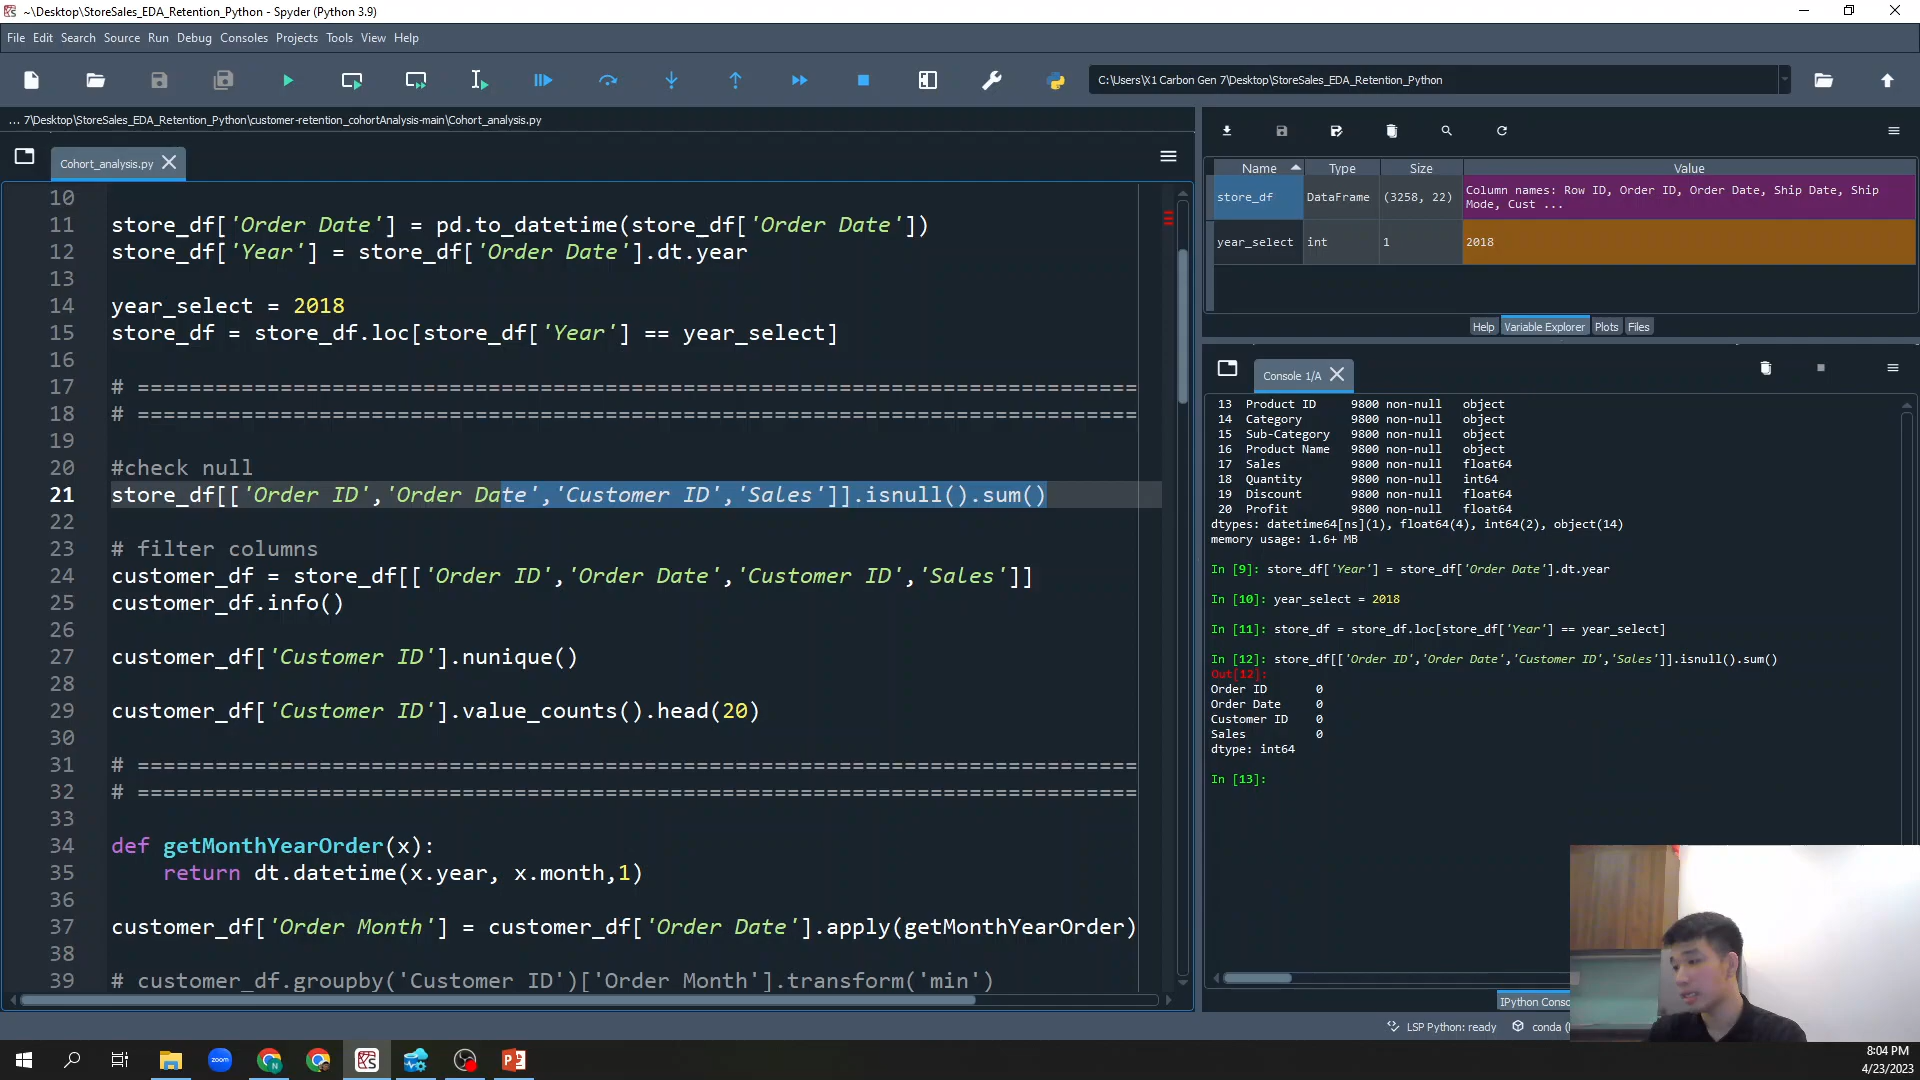 ~\Desktop\StoreSales_EDA_Retention_Python - Spyder (Python 3.9)
File Edit Search Source Run Debug Consoles Projects Tools View Help
C:\Users\X1 Carbon Gen 7\Desktop\StoreSales_EDA_Retention_Python
... 7\Desktop\StoreSales_EDA_Retention_Python\customer-retention_cohortAnalysis-main\Cohort_analysis.py
Cohort_analysis.py
10
11 store_df['Order Date'] = pd.to_datetime(store_df['Order Date'])
12 store_df['Year'] = store_df['Order Date'].dt.year
13
14 year_select = 2018
15 store_df = store_df.loc[store_df['Year'] == year_select]
16
17 # =============================================================================
18 # =============================================================================
19
20 #check null
21 store_df[['Order ID','Order Date','Customer ID','Sales']].isnull().sum()
22
23 # filter columns
24 customer_df = store_df[['Order ID','Order Date','Customer ID','Sales']]
25 customer_df.info()
26
27 customer_df['Customer ID'].nunique()
28
29 customer_df['Customer ID'].value_counts().head(20)
30
31 # =============================================================================
32 # =============================================================================
33
34 def getMonthYearOrder(x):
35 return dt.datetime(x.year, x.month,1)
36
37 customer_df['Order Month'] = customer_df['Order Date'].apply(getMonthYearOrder)
38
39 # customer_df.groupby('Customer ID')['Order Month'].transform('min')
Name Type Size Value
store_df DataFrame (3258, 22) Column names: Row ID, Order ID, Order Date, Ship Date, Ship
Mode, Cust ...
year_select int 1 2018
Help Variable Explorer Plots Files
Console 1/A
13 Product ID 9800 non-null object
14 Category 9800 non-null object
15 Sub-Category 9800 non-null object
16 Product Name 9800 non-null object
17 Sales 9800 non-null float64
18 Quantity 9800 non-null int64
19 Discount 9800 non-null float64
20 Profit 9800 non-null float64
dtypes: datetime64[ns](1), float64(4), int64(2), object(14)
memory usage: 1.6+ MB
In [9]: store_df['Year'] = store_df['Order Date'].dt.year
In [10]: year_select = 2018
In [11]: store_df = store_df.loc[store_df['Year'] == year_select]
In [12]: store_df[['Order ID','Order Date','Customer ID','Sales']].isnull().sum()
Out[12]:
Order ID 0
Order Date 0
Customer ID 0
Sales 0
dtype: int64
In [13]:
IPython Conso
LSP Python: ready conda (
zoom
8:04 PM
4/23/2023